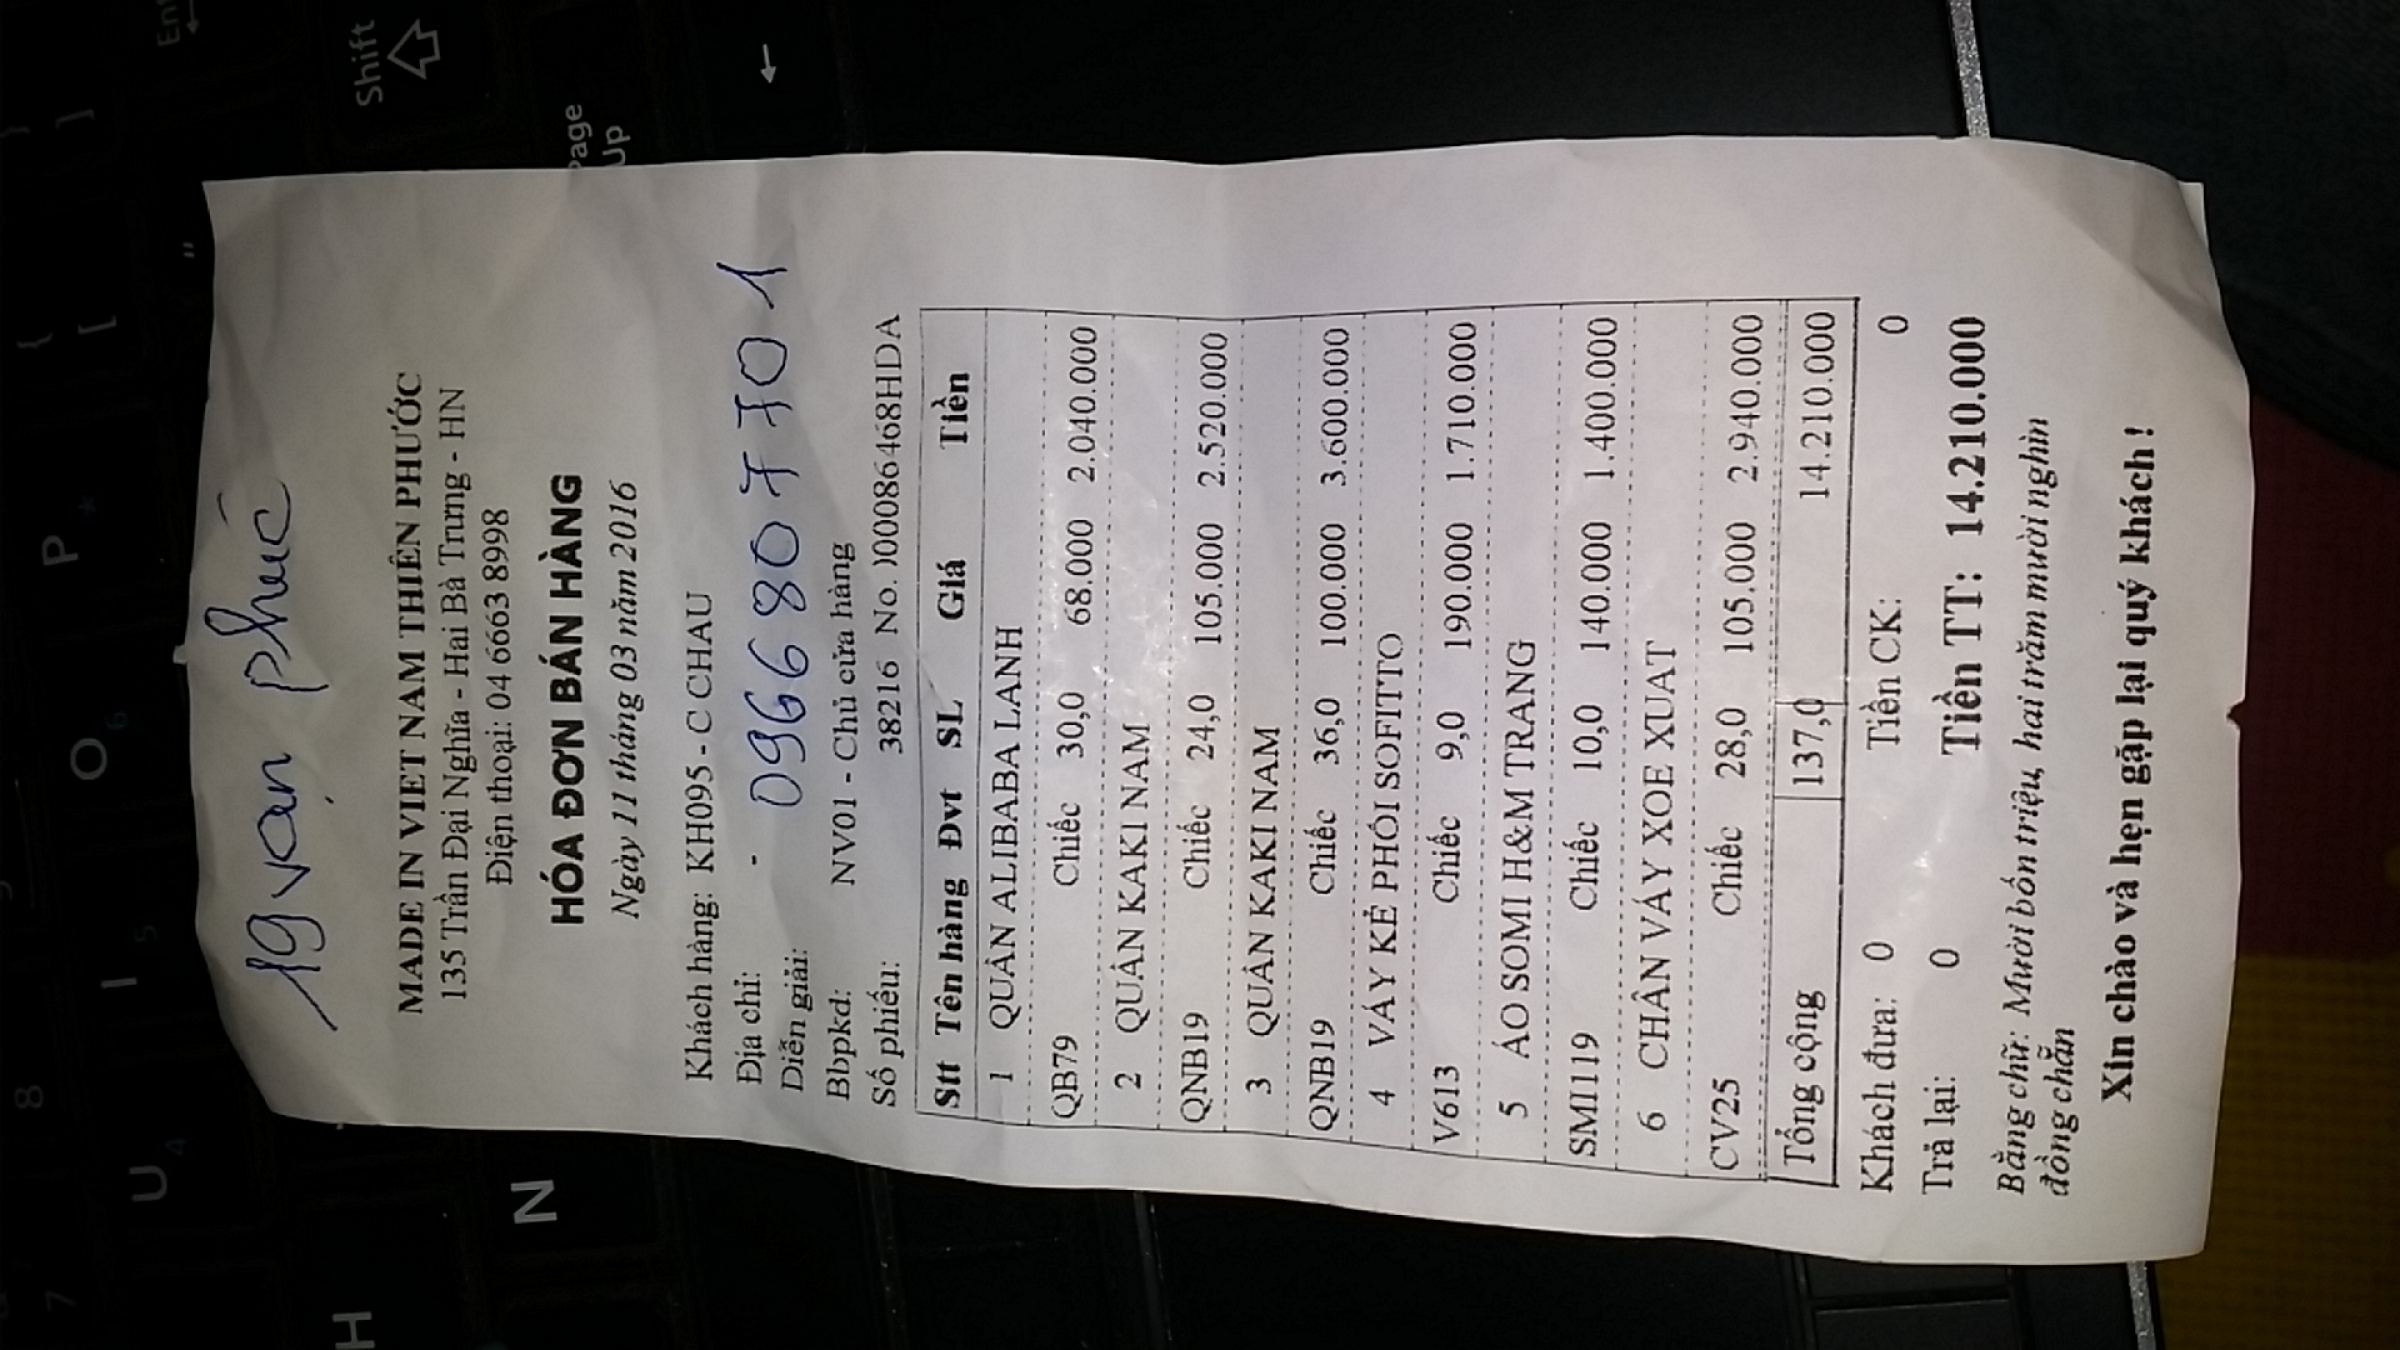 19 vạn phúc
MADE IN VIET NAM THIÊN PHƯỚC
135 Trần Đại Nghĩa - Hai Bà Trưng - HN
Điện thoại: 04 6663 8998
HÓA ĐƠN BÁN HÀNG
Ngày 11 tháng 03 năm 2016
Khách hàng: KH095 - C CHAU
Địa chỉ: -
0966807701
Diễn giải:
Bbpkd: NV01 - Chủ cửa hàng
Số phiếu: 38216 No. )00086468HDA
Stt Tên hàng Đvt SL Giá Tiền
1 QUẦN ALIBABA LANH
QB79 Chiếc 30,0 68.000 2.040.000
2 QUẦN KAKI NAM
QNB19 Chiếc 24,0 105.000 2.520.000
3 QUẦN KAKI NAM
QNB19 Chiếc 36,0 100.000 3.600.000
4 VÁY KẺ PHỐI SOFITTO
V613 Chiếc 9,0 190.000 1.710.000
5 ÁO SOMI H&M TRANG
SMI119 Chiếc 10,0 140.000 1.400.000
6 CHÂN VÁY XOE XUAT
CV25 Chiếc 28,0 105.000 2.940.000
Tổng cộng 137,0 14.210.000
Khách đưa: 0 Tiền CK: 0
Trả lại: 0 Tiền TT: 14.210.000
Bằng chữ: Mười bốn triệu, hai trăm mười nghìn
đồng chẵn
Xin chào và hẹn gặp lại quý khách !
Shift
Page
Up
P
O
I
U
8
7
H
N